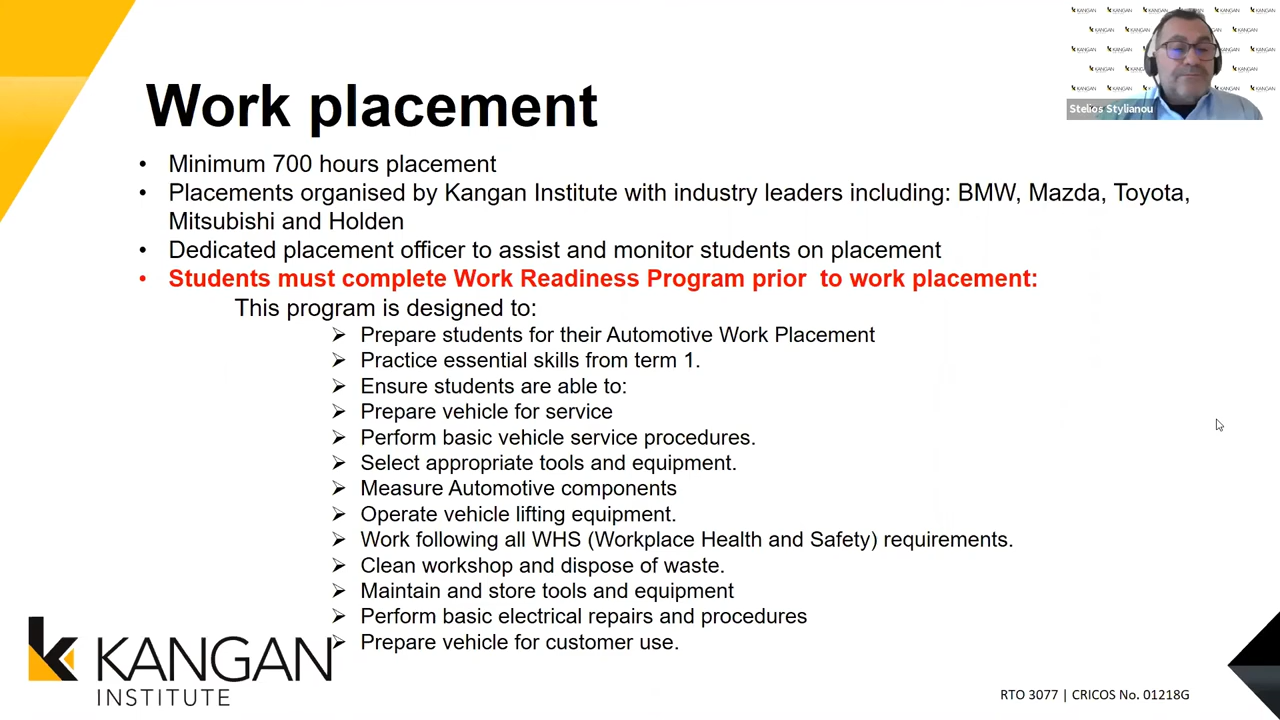 Work placement
• Minimum 700 hours placement
• Placements organised by Kangan Institute with industry leaders including: BMW, Mazda, Toyota,
Mitsubishi and Holden
• Dedicated placement officer to assist and monitor students on placement
• Students must complete Work Readiness Program prior  to work placement:
This program is designed to:
➢ Prepare students for their Automotive Work Placement
➢ Practice essential skills from term 1.
➢ Ensure students are able to:
➢ Prepare vehicle for service
➢ Perform basic vehicle service procedures.
➢ Select appropriate tools and equipment.
➢ Measure Automotive components
➢ Operate vehicle lifting equipment.
➢ Work following all WHS (Workplace Health and Safety) requirements.
➢ Clean workshop and dispose of waste.
➢ Maintain and store tools and equipment
➢ Perform basic electrical repairs and procedures
➢ Prepare vehicle for customer use.
Stelios Stylianou
KANGAN
INSTITUTE
RTO 3077 | CRICOS No. 01218G